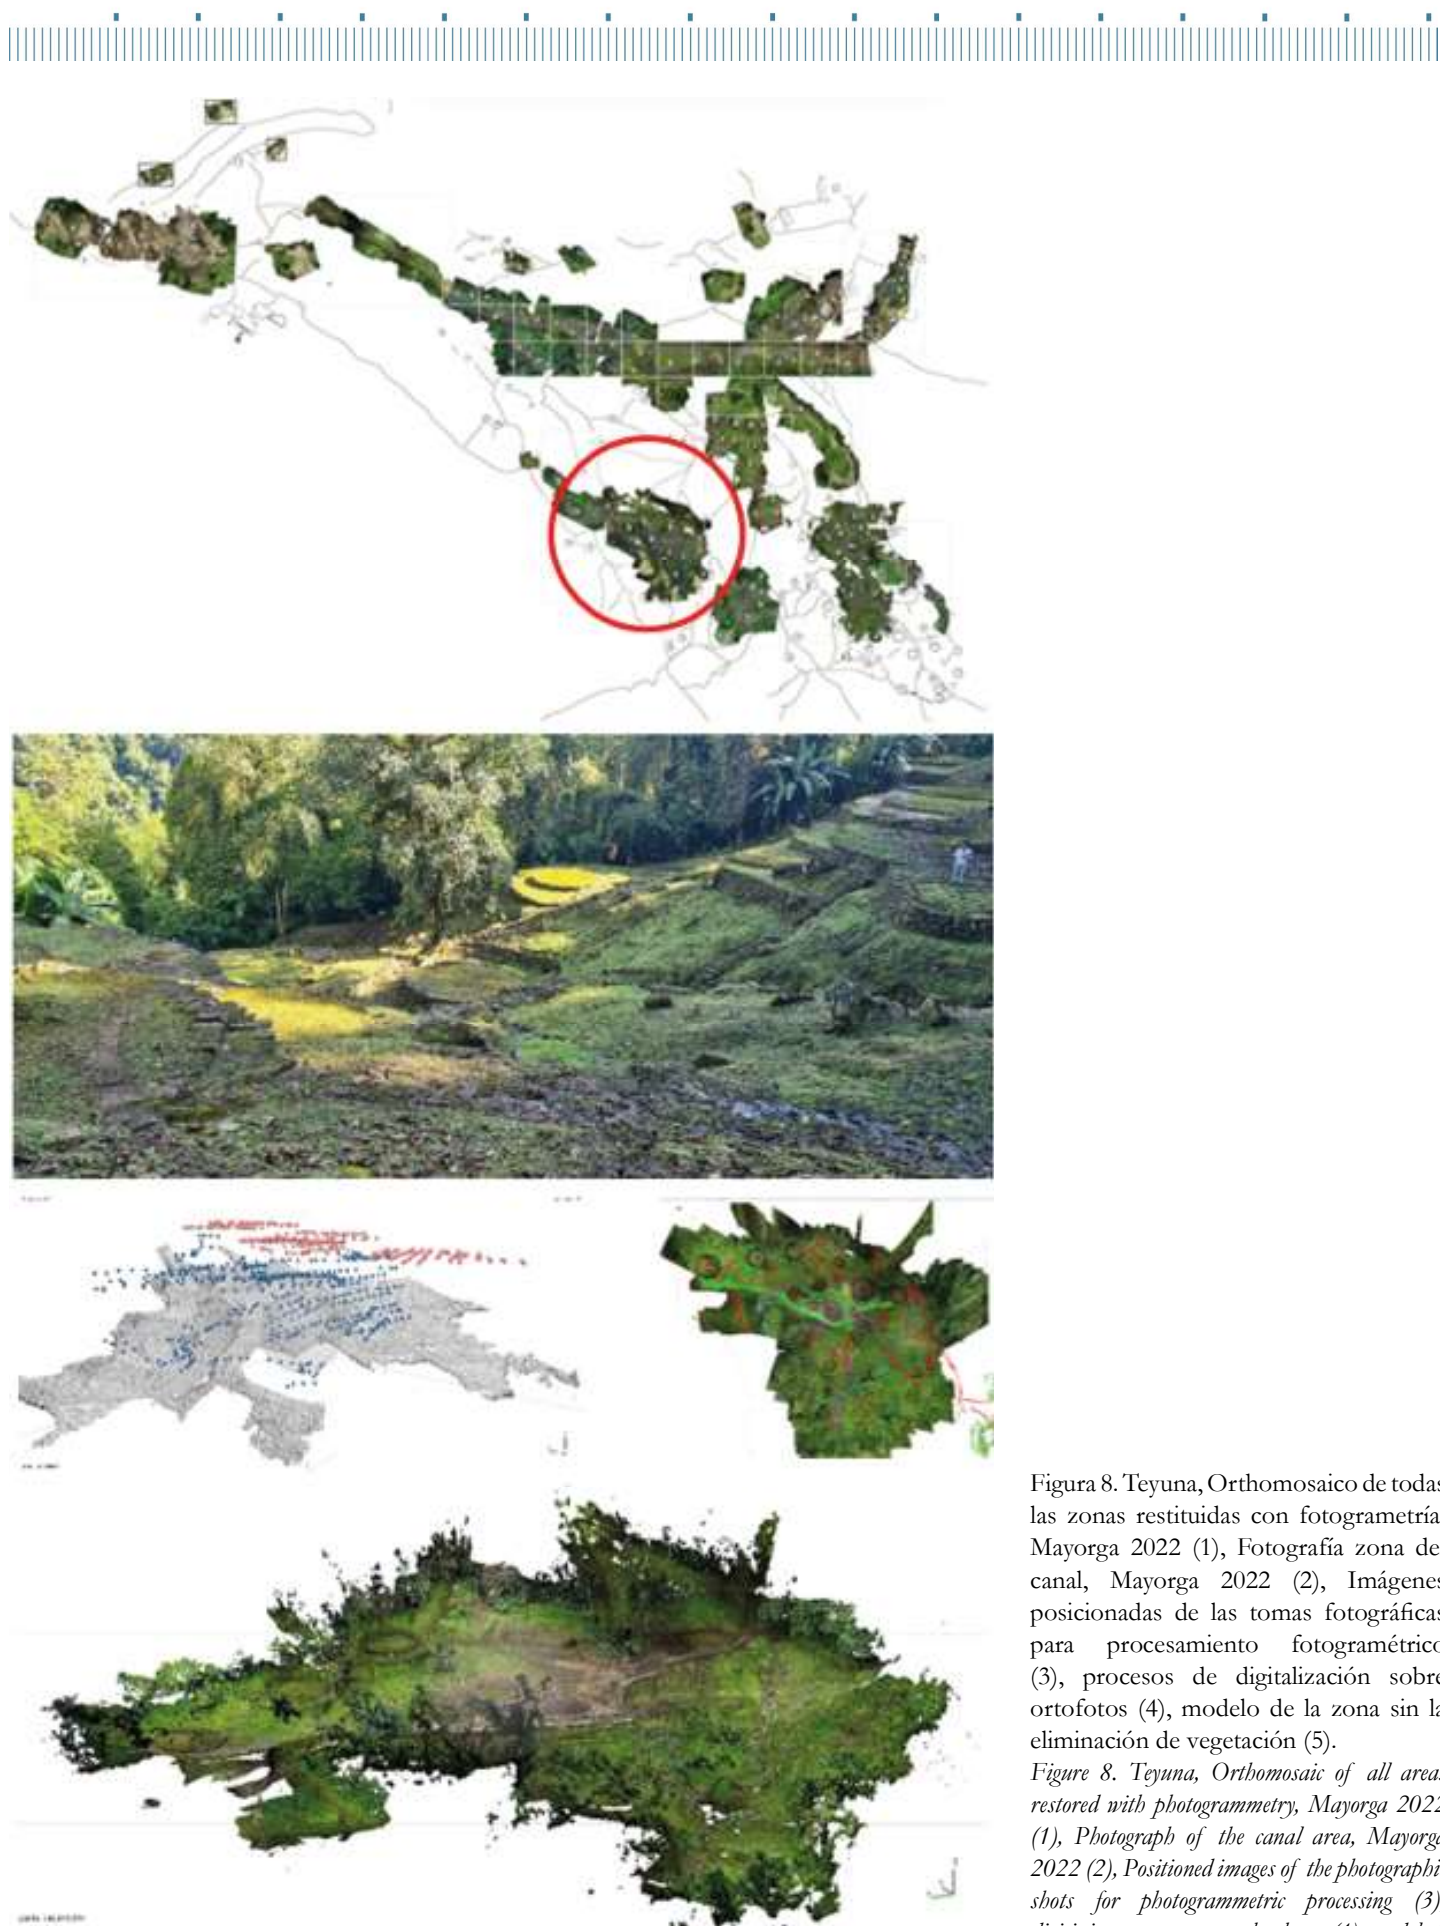 Figura 8. Teyuna, Orthomosaico de todas
las zonas restituidas con fotogrametría
Mayorga 2022 (1), Fotografía zona de
canal, Mayorga 2022 (2), Imágenes
posicionadas de las tomas fotográficas
para procesamiento fotogramétrico
(3), procesos de digitalización sobre
ortofotos (4), modelo de la zona sin la
eliminación de vegetación (5).
Figure 8. Teyuna, Orthomosaic of all areas
restored with photogrammetry, Mayorga 2022
(1), Photograph of the canal area, Mayorga
2022 (2), Positioned images of the photographi
shots for photogrammetric processing (3)